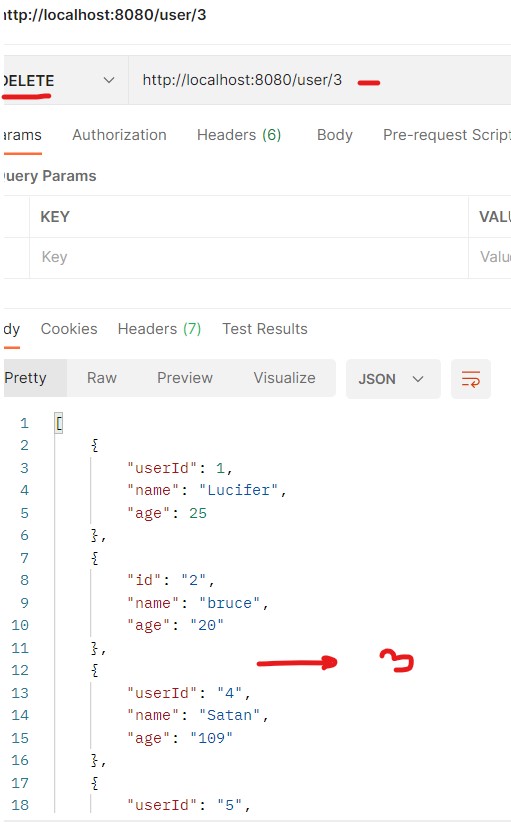 http://localhost:8080/user/3
DELETE http://localhost:8080/user/3
arams Authorization Headers (6) Body Pre-request Script
uery Params
KEY VALU
Key Value
dy Cookies Headers (7) Test Results
Pretty Raw Preview Visualize JSON
1 [
2 {
3 "userId": 1,
4 "name": "Lucifer",
5 "age": 25
6 },
7 {
8 "id": "2",
9 "name": "bruce",
10 "age": "20"
11 },
3
12 {
13 "userId": "4",
14 "name": "Satan",
15 "age": "109"
16 },
17 {
18 "userId": "5",